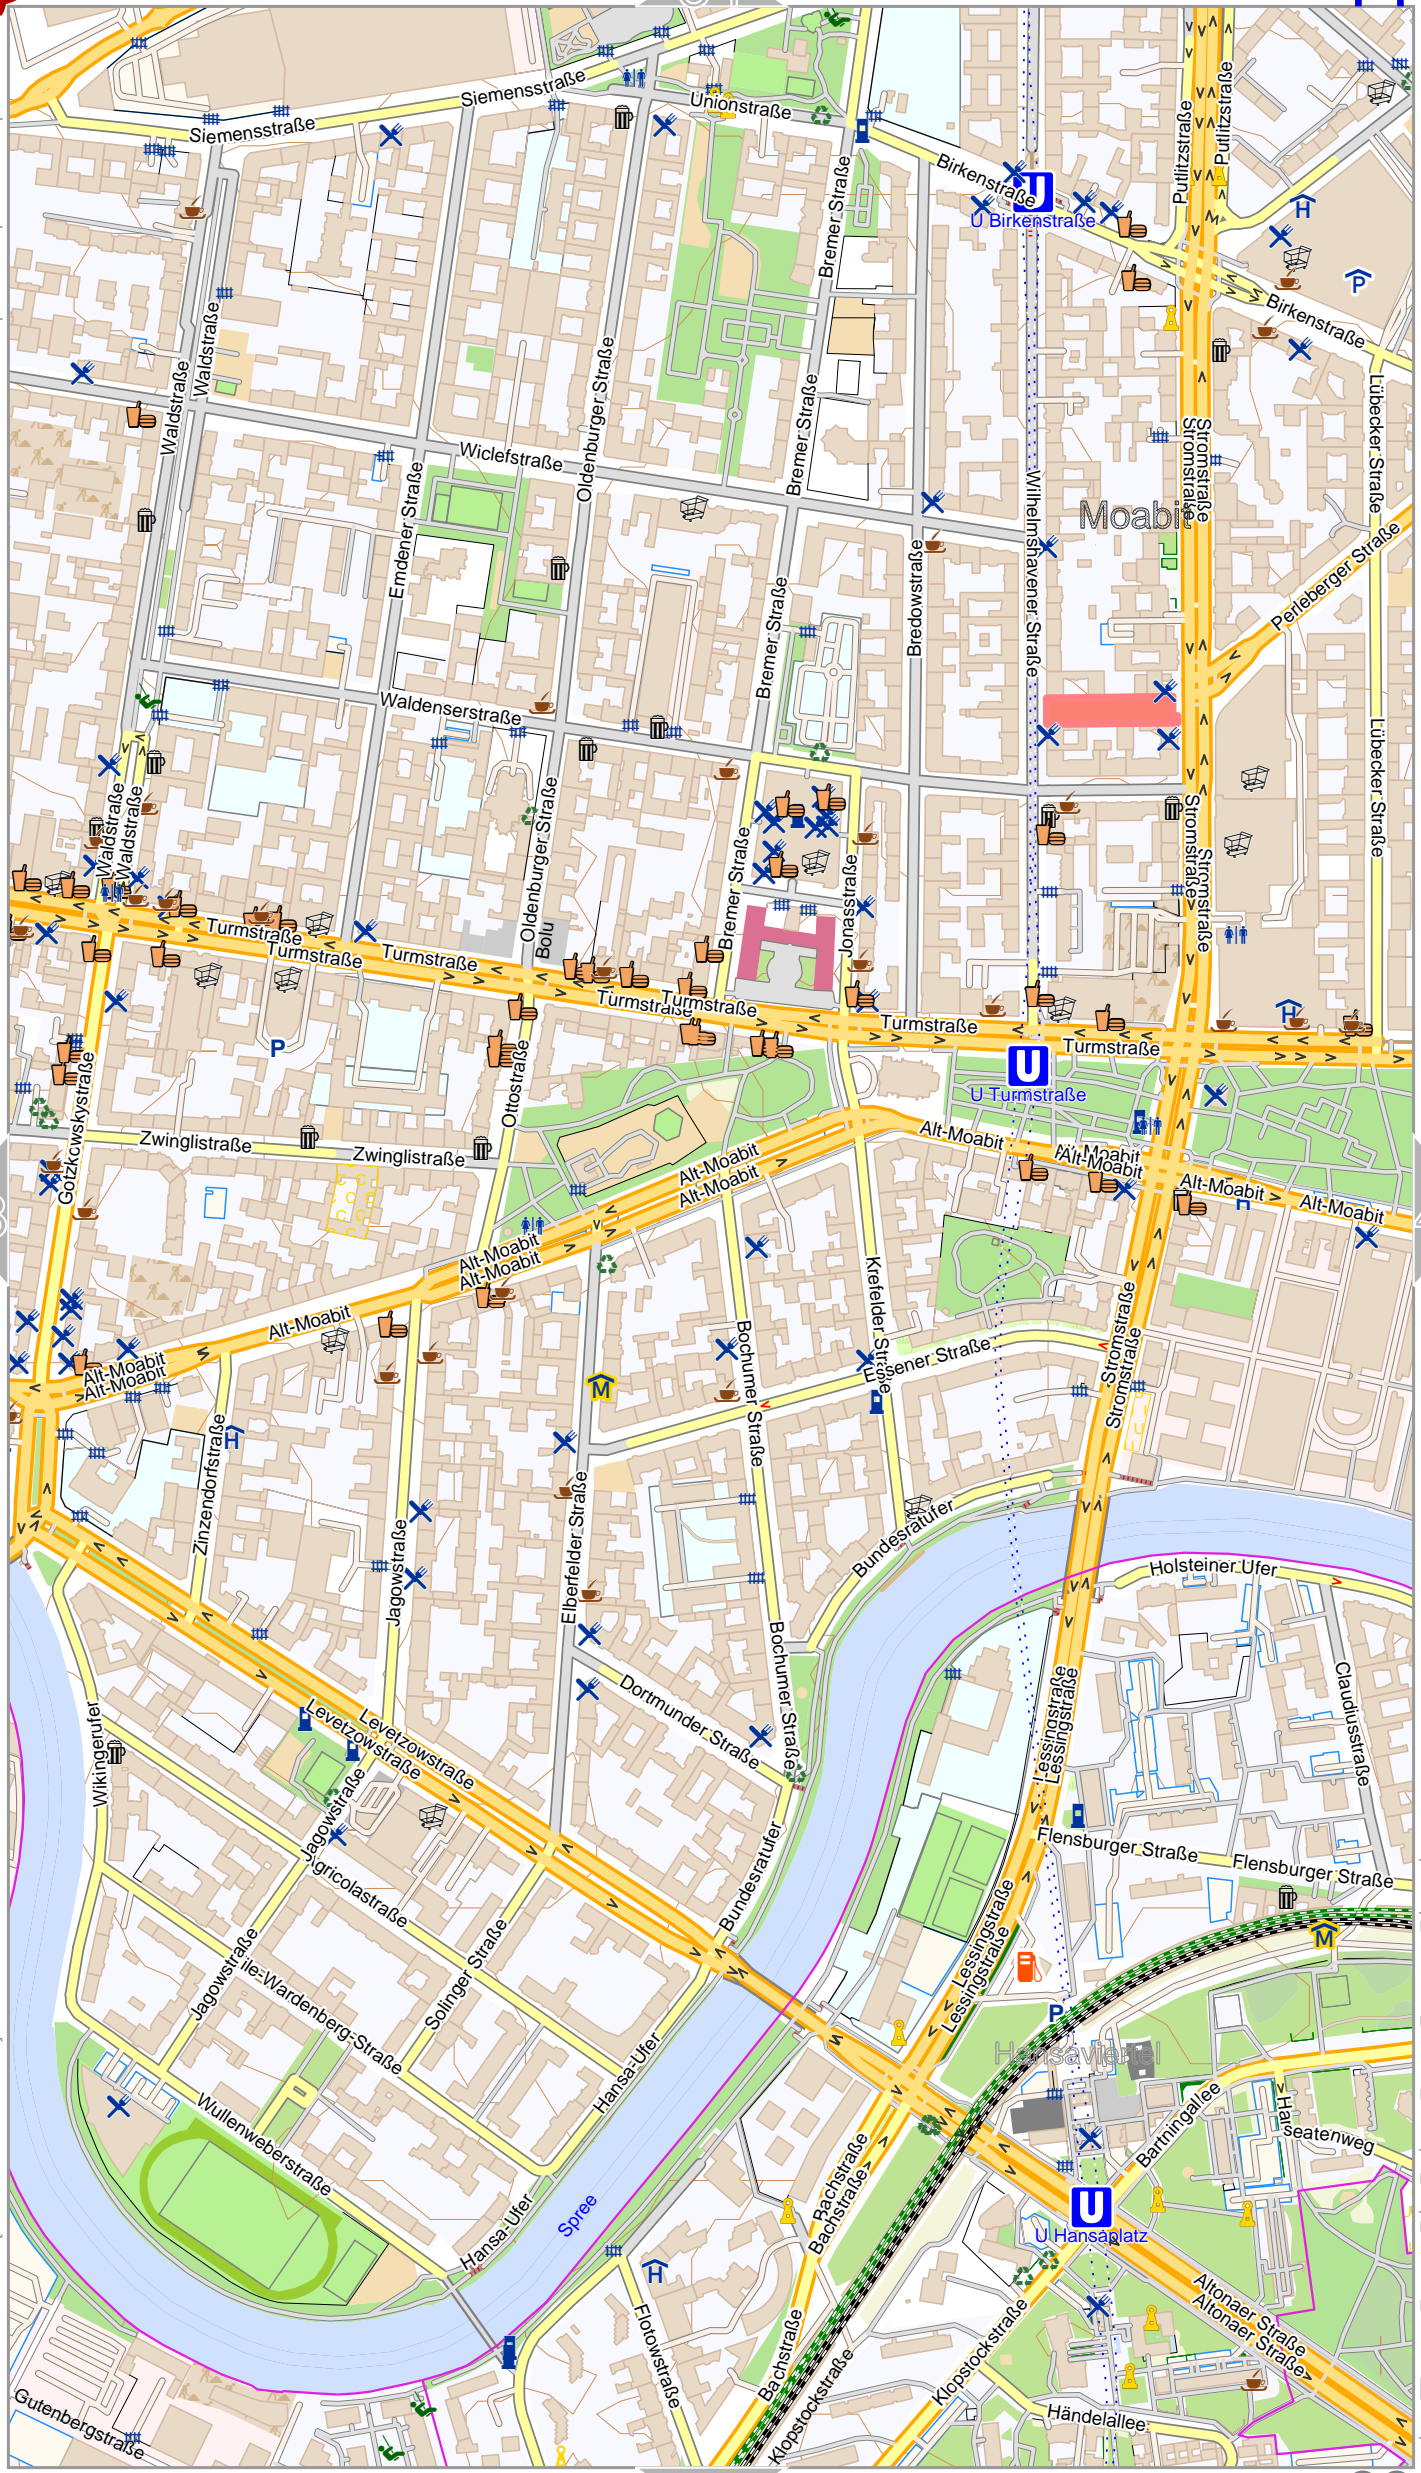 Siemensstraße
Siemensstraße
Unionstraße
Putlitzstraße
Putlitzstraße
Birkenstraße
U
U Birkenstraße
Bremer Straße
H
P
Birkenstraße
Waldstraße
Waldstraße
Oldenburger Straße
Bremer Straße
Lübecker Straße
Wiclefstraße
Stromstraße
Stromstraße
Moabit
Emdener Straße
Wilhelmshavener Straße
Bredowstraße
Perleberger Straße
Bremer Straße
Waldenserstraße
Lübecker Straße
Waldstraße
Waldstraße
Oldenburger Straße
Bremer Straße
Jonasstraße
Stromstraße
Stromstraße
Bolu
Turmstraße
Turmstraße
Turmstraße
Turmstraße
Turmstraße
Turmstraße
Turmstraße
H
P
U
U Turmstraße
Gotzkowskystraße
Ottostraße
Zwinglistraße
Zwinglistraße
Alt-Moabit
Alt-Moabit
Alt-Moabit
Alt-Moabit
Alt-Moabit
Alt-Moabit
Alt-Moabit
H
Alt-Moabit
Alt-Moabit
Alt-Moabit
Alt-Moabit
Alt-Moabit
Krefelder Straße
Bochumer Straße
Essener Straße
Stromstraße
Stromstraße
M
H
Zinzendorfstraße
Jagowstraße
Elberfelder Straße
Bundesratufer
Holsteiner Ufer
Bochumer Straße
Dortmunder Straße
Claudiusstraße
Lessingstraße
Lessingstraße
Wikingerufer
Levetzowstraße
Levetzowstraße
Jagowstraße
Flensburger Straße
Flensburger Straße
Agricolastraße
Bundesratufer
Solinger Straße
Jagowstraße
ile-Wardenberg-Straße
Lessingstraße
Lessingstraße
M
P
Hansaviertel
Hansa-Ufer
Wullenweberstraße
Bartningallee
Hanseatenweg
Bachstraße
Bachstraße
U
U Hansaplatz
Hansa-Ufer
Spree
H
Altonaer Straße
Altonaer Straße
Flotowstraße
Bachstraße
Klopstockstraße
Klopstockstraße
Händelallee
Gutenbergstraße